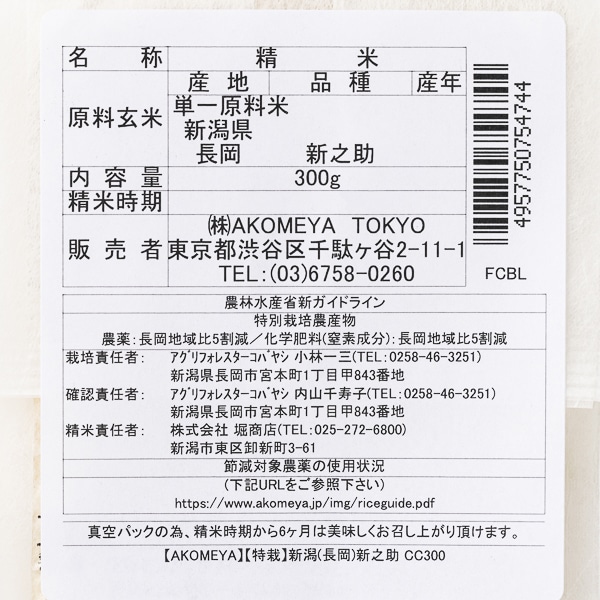 名称 精米
産地 品種 産年
原料玄米 単一原料米
新潟県
長岡 新之助
内容量 300g
精米時期
㈱AKOMEYA TOKYO
販売者 東京都渋谷区千駄ヶ谷2-11-1
TEL:(03)6758-0260
4957750754744
FCBL
農林水産省新ガイドライン
特別栽培農産物
農薬:長岡地域比5割減/化学肥料(窒素成分):長岡地域比5割減
栽培責任者: アグリフォレスターコバヤシ 小林一三(TEL:0258-46-3251)
新潟県長岡市宮本町1丁目甲843番地
確認責任者: アグリフォレスターコバヤシ 内山千寿子(TEL:0258-46-3251)
新潟県長岡市宮本町1丁目甲843番地
精米責任者: 株式会社 堀商店(TEL:025-272-6800)
新潟市東区卸新町3-61
節減対象農薬の使用状況
(下記URLをご参照下さい)
https://www.akomeya.jp/img/riceguide.pdf
真空パックの為、精米時期から6ヶ月は美味しくお召し上がり頂けます。
【AKOMEYA】【特栽】新潟(長岡)新之助 CC300